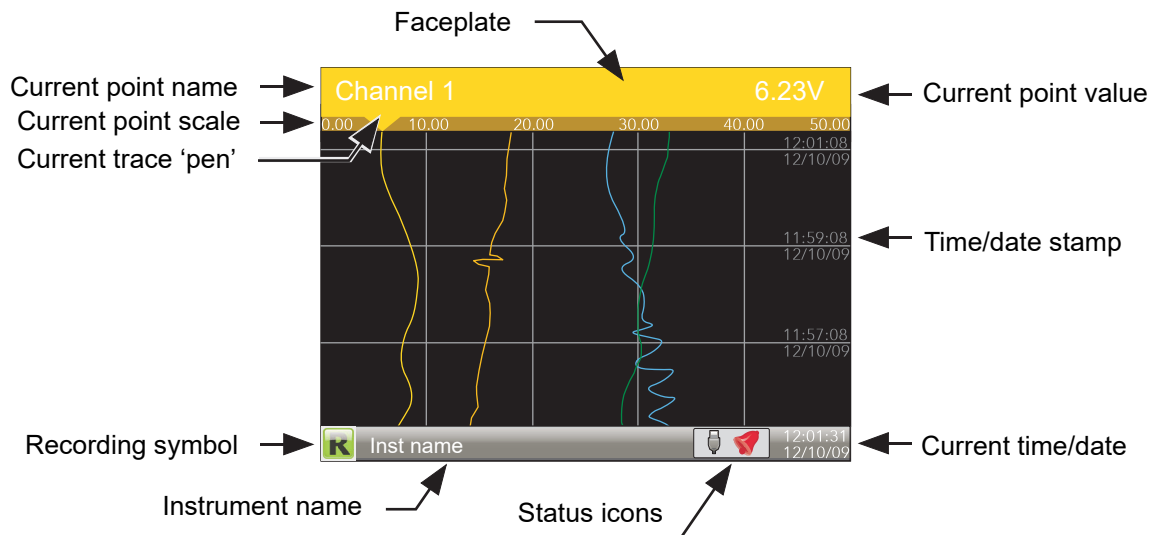 Faceplate
Current point name
Channel 1 6.23V
Current point value
Current point scale
0.00 10.00 20.00 30.00 40.00 50.00
Current trace ‘pen’
12:01:08
12/10/09
11:59:08
12/10/09
Time/date stamp
11:57:08
12/10/09
Recording symbol
R Inst name
12:01:31
12/10/09
Current time/date
Instrument name
Status icons